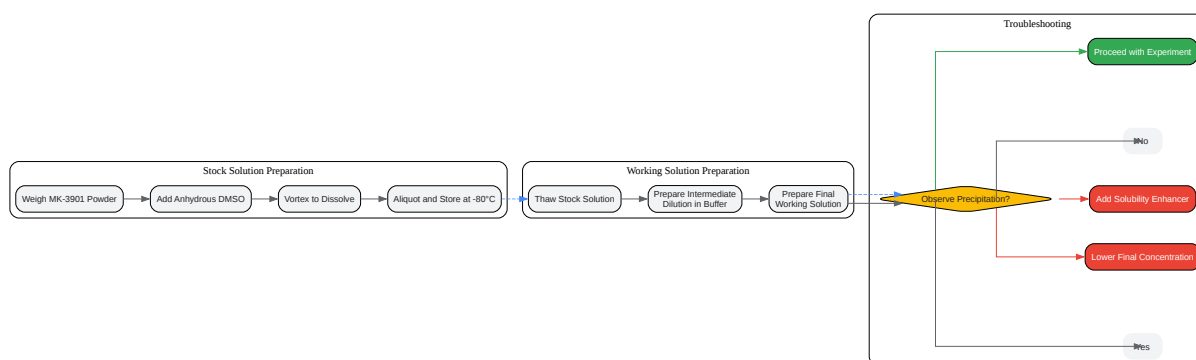 Stock Solution Preparation
Weigh MK-3901 Powder
Add Anhydrous DMSO
Vortex to Dissolve
Aliquot and Store at -80°C
Working Solution Preparation
Thaw Stock Solution
Prepare Intermediate
Dilution in Buffer
Prepare Final
Working Solution
Troubleshooting
Observe Precipitation?
Proceed with Experiment
No
Add Solubility Enhancer
Lower Final Concentration
Yes